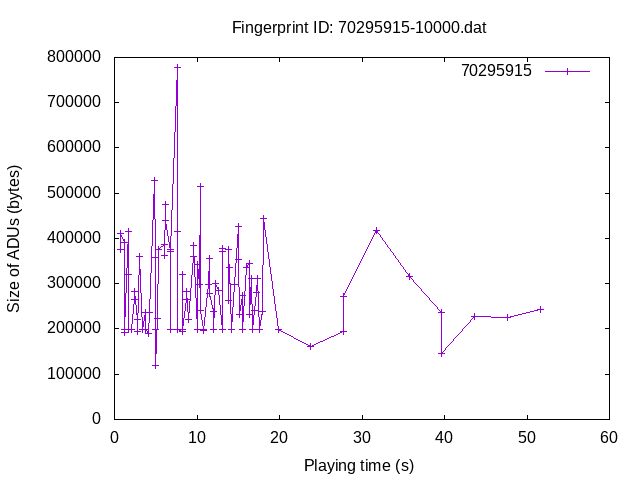 Fingerprint ID: 70295915-10000.dat
70295915
800000
700000
600000
500000
400000
300000
200000
100000
0
Size of ADUs (bytes)
0 10 20 30 40 50 60
Playing time (s)